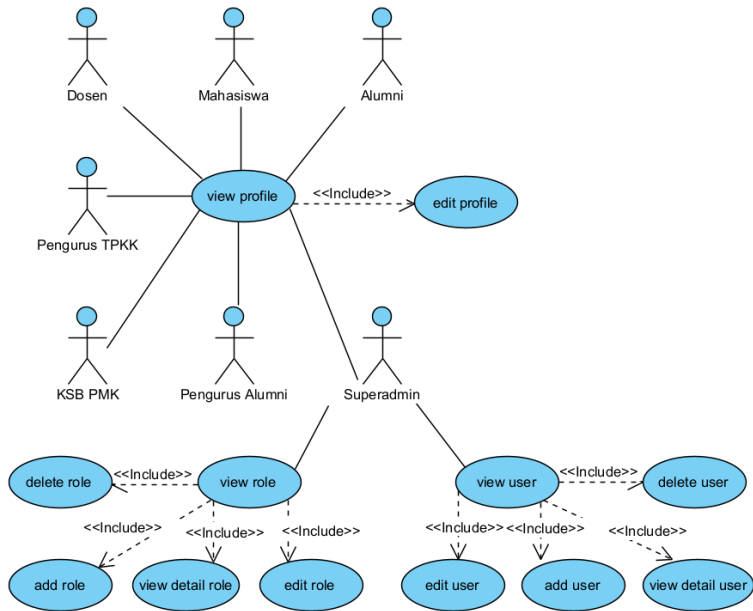 Dosen
Mahasiswa
Alumni
view profile
<<Include>>
edit profile
Pengurus TPKK
KSB PMK
Pengurus Alumni
Superadmin
delete role
<<Include>>
view role
view user
<<Include>>
delete user
<<Include>>
<<Include>>
<<Include>>
<<Include>>
<<Include>>
<<Include>>
add role
view detail role
edit role
edit user
add user
view detail user